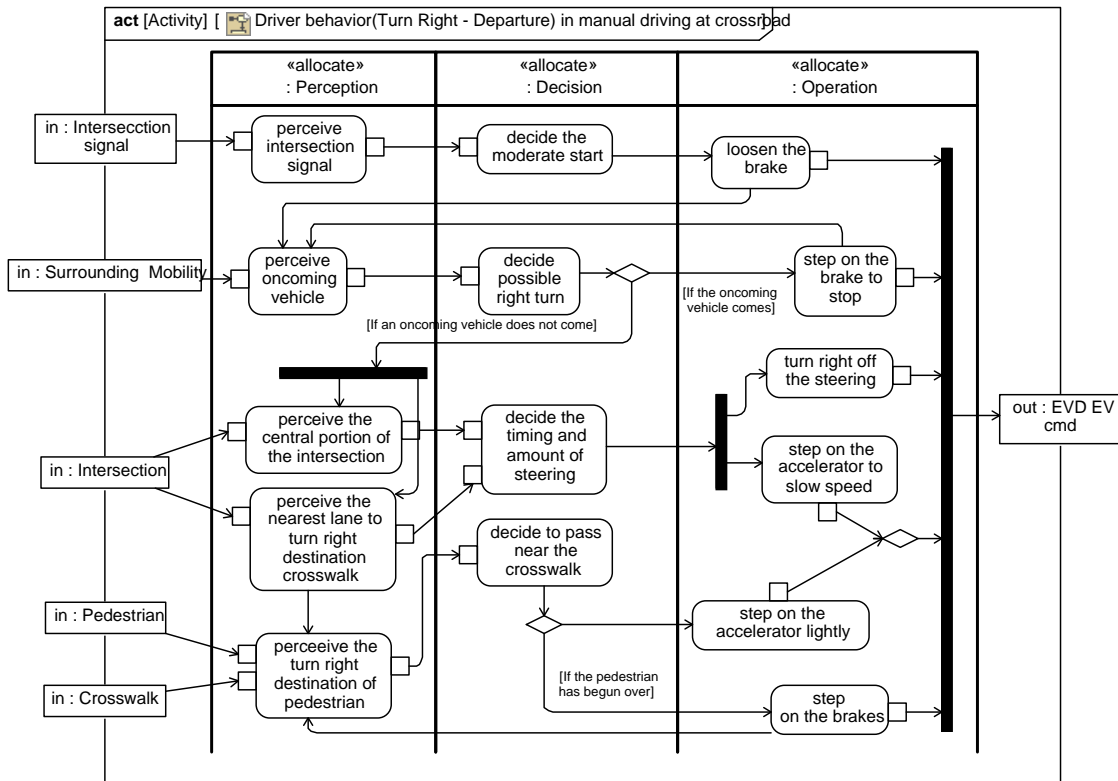 act [Activity] [ Driver behavior(Turn Right - Departure) in manual driving at crossroad]
«allocate»
: Perception
«allocate»
: Decision
«allocate»
: Operation
in : Intersecction
signal
perceive
intersection
signal
decide the
moderate start
loosen the
brake
in : Surrounding Mobility
perceive
oncoming
vehicle
decide
possible
right turn
[If the oncoming
vehicle comes]
step on the
brake to
stop
[If an oncoming vehicle does not come]
turn right off
the steering
out : EVD EV
cmd
in : Intersection
perceive the
central portion of
the intersection
decide the
timing and
amount of
steering
step on the
accelerator to
slow speed
perceive the
nearest lane to
turn right
destination
crosswalk
decide to pass
near the
crosswalk
in : Pedestrian
step on the
accelerator lightly
in : Crosswalk
perceeive the
turn right
destination of
pedestrian
[If the pedestrian
has begun over]
step
on the brakes